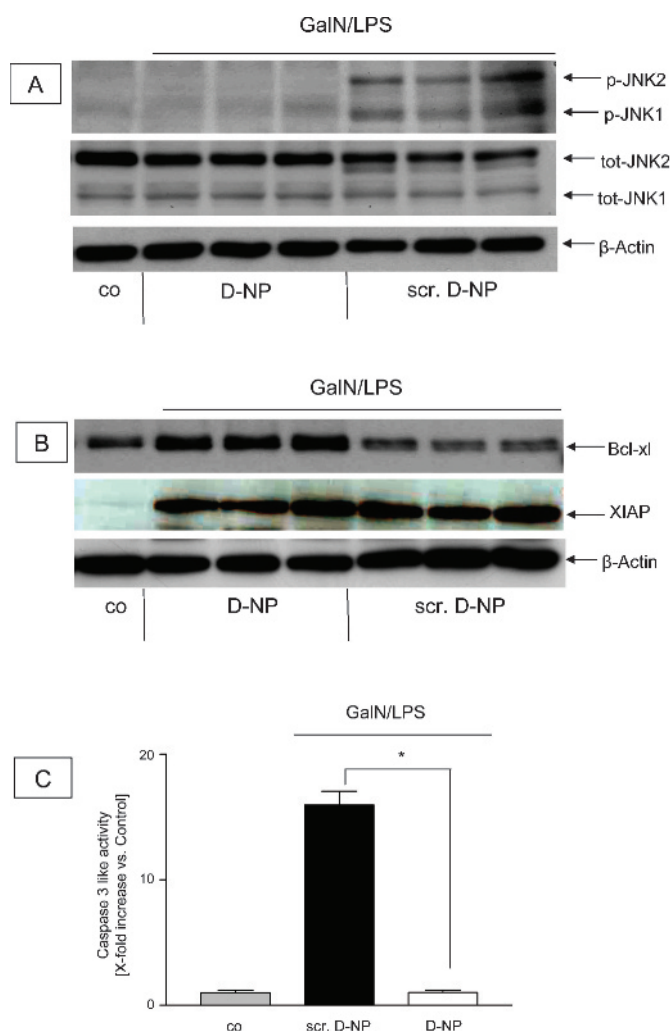 GalN/LPS
A
p-JNK2
p-JNK1
tot-JNK2
tot-JNK1
β-Actin
co D-NP scr. D-NP
GalN/LPS
B
Bcl-xl
XIAP
β-Actin
co D-NP scr. D-NP
GalN/LPS
C
20
*
Caspase 3 like activity
[X-fold increase vs. Control]
10
0
co scr. D-NP D-NP